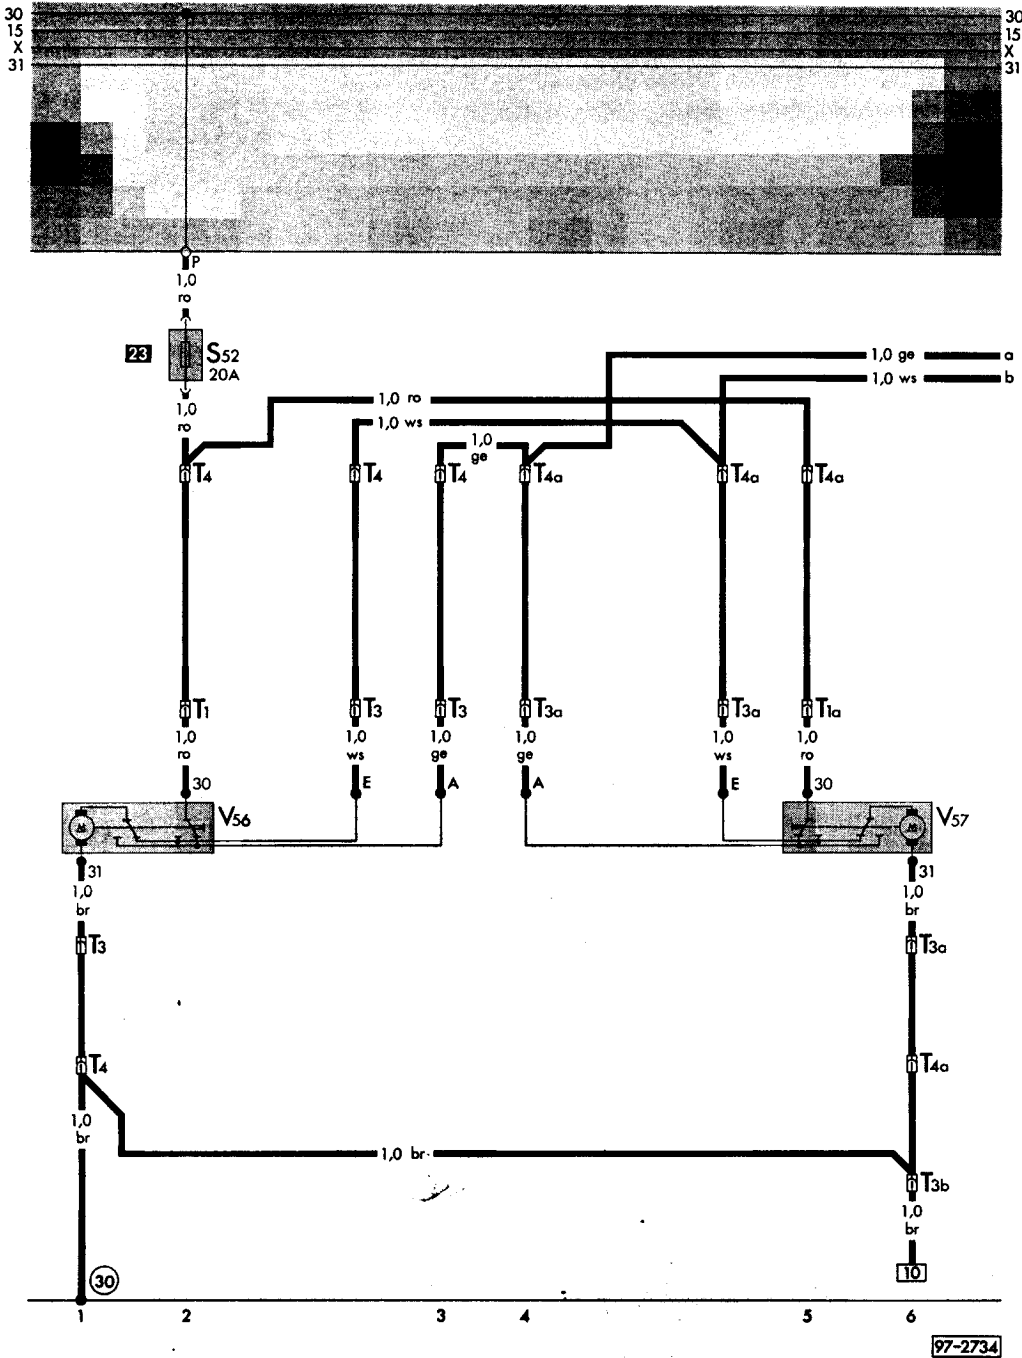 30 30
15 15
X X
31 31
P
1,0
ro
23 S52
20A
1,0 ge a
1,0 ws b
1,0
ro
1,0 ro
1,0 ws
1,0
ge
T4 T4 T4 T4a T4a T4a
T1 T3 T3 T3a T3a T1a
1,0 1,0 1,0 1,0 1,0 1,0
ro ws ge ge ws ro
30 E A A E 30
V56 V57
M M
31 31
1,0 1,0
br br
T3 T3a
T4 T4a
1,0
br
1,0 br
T3b
1,0
br
30 10
1 2 3 4 5 6
97-2734